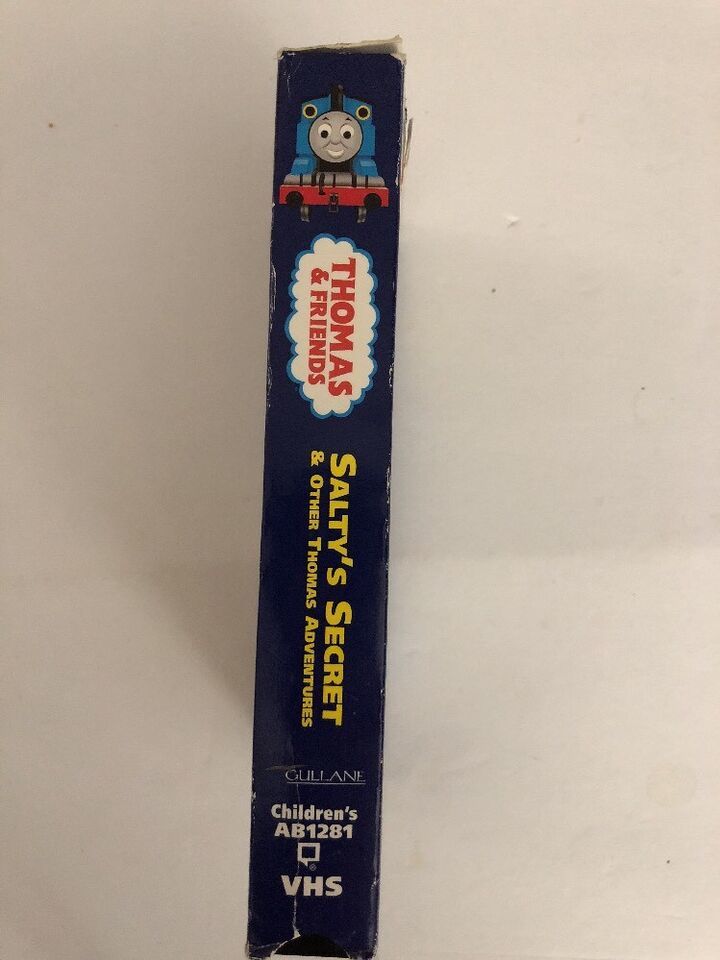 THOMAS
& FRIENDS
SALTY'S SECRET
& OTHER THOMAS ADVENTURES
GULLANE
Children's
AB1281
VHS